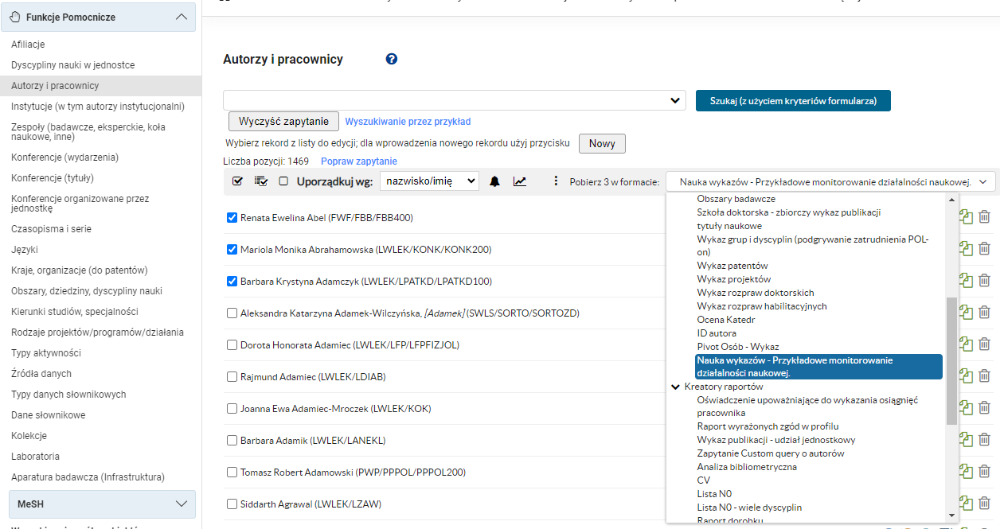 Funkcje Pomocnicze
Afiliacje
Dyscypliny nauki w jednostce
Autorzy i pracownicy
Instytucje (w tym autorzy instytucjonalni)
Zespoły (badawcze, eksperckie, koła
naukowe, inne)
Konferencje (wydarzenia)
Konferencje (tytuły)
Konferencje organizowane przez
jednostkę
Czasopisma i serie
Języki
Kraje, organizacje (do patentów)
Obszary, dziedziny, dyscypliny nauki
Kierunki studiów, specjalności
Rodzaje projektów/programów/działania
Typy aktywności
Źródła danych
Typy danych słownikowych
Dane słownikowe
Kolekcje
Laboratoria
Aparatura badawcza (Infrastruktura)
MeSH
Autorzy i pracownicy
Szukaj (z użyciem kryteriów formularza)
Wyczyść zapytanie Wyszukiwanie przez przykład
Wybierz rekord z listy do edycji; dla wprowadzenia nowego rekordu użyj przycisku Nowy
Liczba pozycji: 1469 Popraw zapytanie
Uporządkuj wg: nazwisko/imię Pobierz 3 w formacie: Nauka wykazów - Przykładowe monitorowanie działalności naukowej.
Renata Ewelina Abel (FWF/FBB/FBB400)
Mariola Monika Abrahamowska (LWLEK/KONK/KONK200)
Barbara Krystyna Adamczyk (LWLEK/LPATKD/LPATKD100)
Aleksandra Katarzyna Adamek-Wilczyńska, [Adamek] (SWLS/SORTO/SORTOZD)
Dorota Honorata Adamiec (LWLEK/LFP/LFPFIZJOL)
Rajmund Adamiec (LWLEK/LDIAB)
Joanna Ewa Adamiec-Mroczek (LWLEK/KOK)
Barbara Adamik (LWLEK/LANEKL)
Tomasz Robert Adamowski (PWP/PPPOL/PPPOL200)
Siddarth Agrawal (LWLEK/LZAW)
Obszary badawcze
Szkoła doktorska - zbiorczy wykaz publikacji
tytuły naukowe
Wykaz grup i dyscyplin (podgrywanie zatrudnienia POL-
on)
Wykaz patentów
Wykaz projektów
Wykaz rozpraw doktorskich
Wykaz rozpraw habilitacyjnych
Ocena Katedr
ID autora
Pivot Osób - Wykaz
Nauka wykazów - Przykładowe monitorowanie
działalności naukowej.
Kreatory raportów
Oświadczenie upoważniające do wykazania osiągnięć
pracownika
Raport wyrażonych zgód w profilu
Wykaz publikacji - udział jednostkowy
Zapytanie Custom query o autorów
Analiza bibliometryczna
CV
Lista N0
Lista N0 - wiele dyscyplin
Raport dorobku